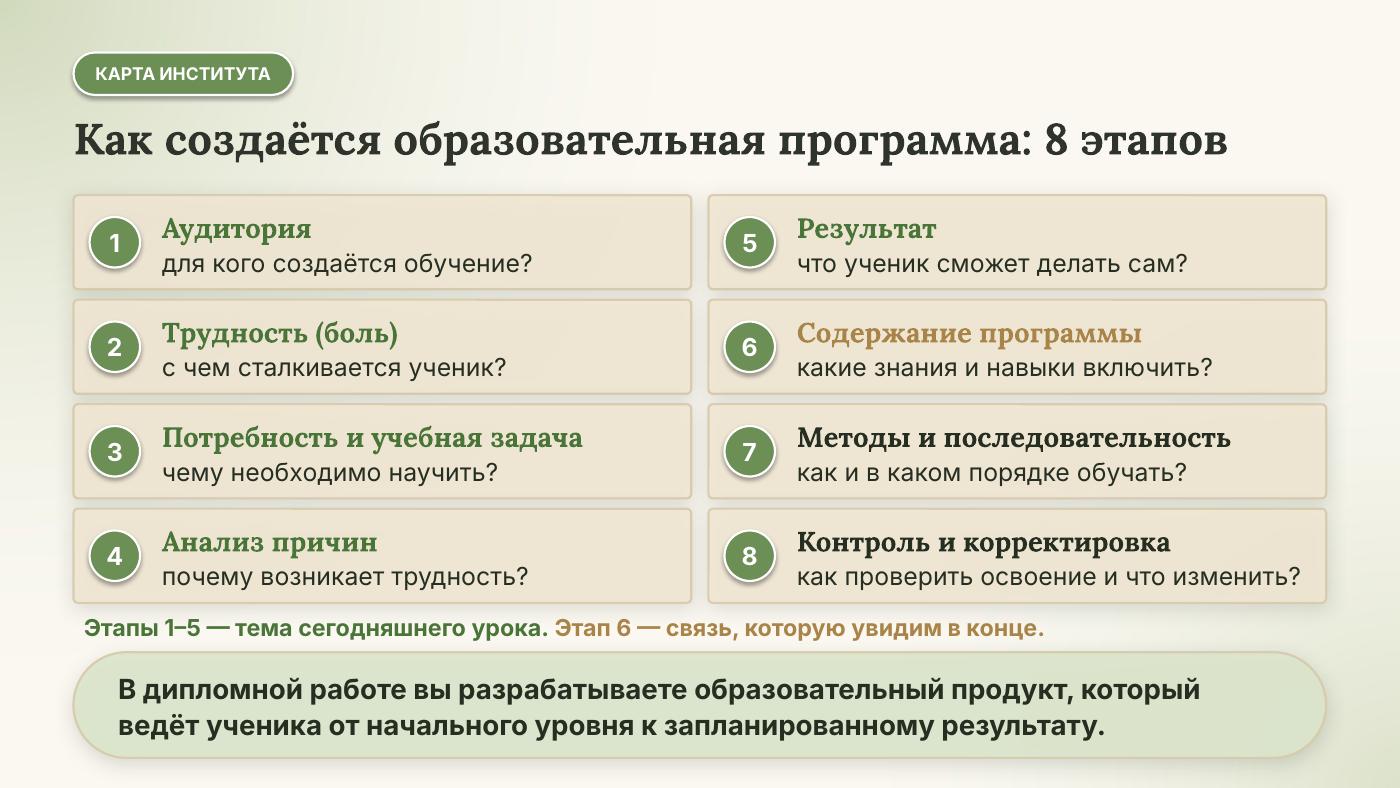 КАРТА ИНСТИТУТА
Как создаётся образовательная программа: 8 этапов
1
Аудитория
для кого создаётся обучение?
2
Трудность (боль)
с чем сталкивается ученик?
3
Потребность и учебная задача
чему необходимо научить?
4
Анализ причин
почему возникает трудность?
5
Результат
что ученик сможет делать сам?
6
Содержание программы
какие знания и навыки включить?
7
Методы и последовательность
как и в каком порядке обучать?
8
Контроль и корректировка
как проверить освоение и что изменить?
Этапы 1–5 — тема сегодняшнего урока. Этап 6 — связь, которую увидим в конце.
В дипломной работе вы разрабатываете образовательный продукт, который
ведёт ученика от начального уровня к запланированному результату.